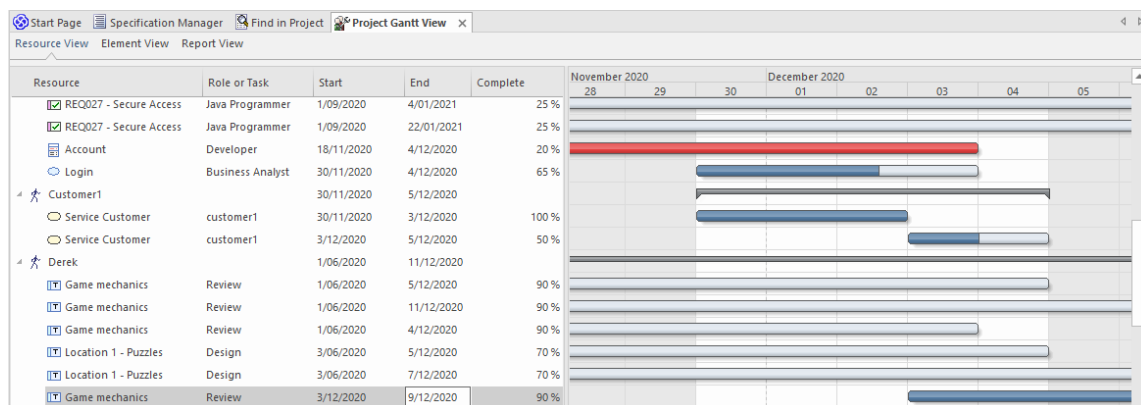 Start Page Specification Manager Find in Project Project Gantt View ×
Resource View Element View Report View
Resource Role or Task Start End Complete November 2020 December 2020
28 29 30 01 02 03 04 05
REQ027 - Secure Access Java Programmer 1/09/2020 4/01/2021 25 %
REQ027 - Secure Access Java Programmer 1/09/2020 22/01/2021 25 %
Account Developer 18/11/2020 4/12/2020 20 %
Login Business Analyst 30/11/2020 4/12/2020 65 %
Customer1 30/11/2020 5/12/2020
Service Customer customer1 30/11/2020 3/12/2020 100 %
Service Customer customer1 3/12/2020 5/12/2020 50 %
Derek 1/06/2020 11/12/2020
Game mechanics Review 1/06/2020 5/12/2020 90 %
Game mechanics Review 1/06/2020 11/12/2020 90 %
Game mechanics Review 1/06/2020 4/12/2020 90 %
Location 1 - Puzzles Design 3/06/2020 5/12/2020 70 %
Location 1 - Puzzles Design 3/06/2020 7/12/2020 70 %
Game mechanics Review 3/12/2020 9/12/2020 90 %